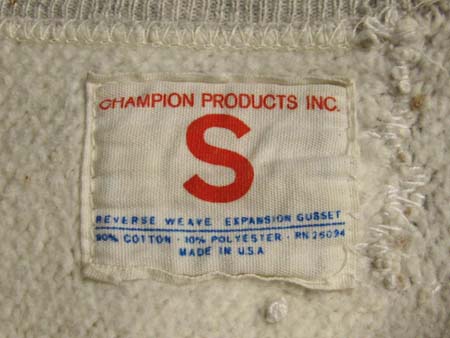 CHAMPION PRODUCTS INC.
S
REVERSE WEAVE EXPANSION GUSSET
90% COTTON · 10% POLYESTER · RN 26094
MADE IN U.S.A